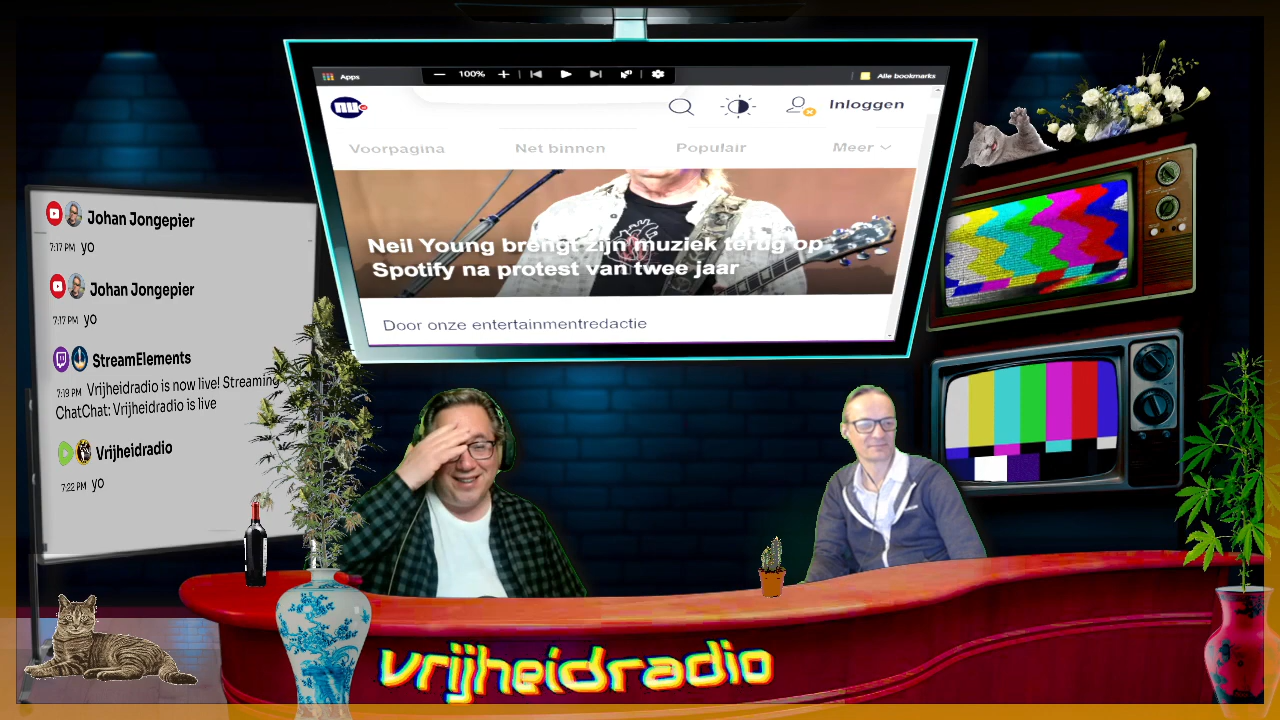 Apps
100%
Alle bookmarks
nu
Inloggen
Voorpagina
Net binnen
Populair
Meer
Neil Young brengt zijn muziek terug op
Spotify na protest van twee jaar
Door onze entertainmentredactie
Johan Jongepier
7:17 PM yo
Johan Jongepier
7:17 PM yo
StreamElements
7:19 PM Vrijheidradio is now live! Streaming
ChatChat: Vrijheidradio is live
Vrijheidradio
7:22 PM yo
vrijheidradio